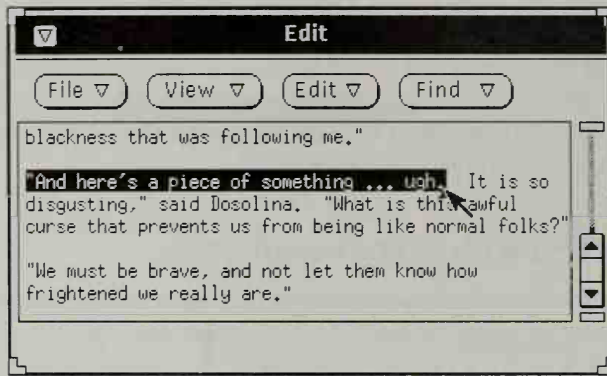 Edit
File View Edit Find
blackness that was following me."
"And here's a piece of something ... ugh. It is so
disgusting," said Dosolina. "What is this awful
curse that prevents us from being like normal folks?"
"We must be brave, and not let them know how
frightened we really are."